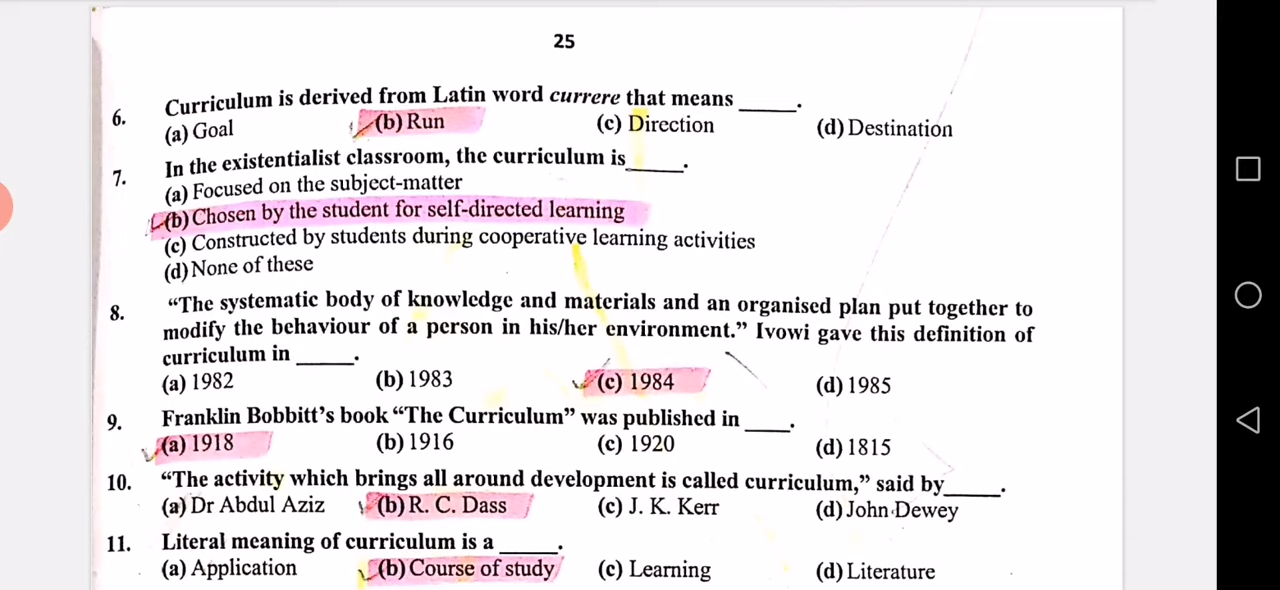 25
6. Curriculum is derived from Latin word currere that means _____.
(a) Goal (b) Run (c) Direction (d) Destination
7. In the existentialist classroom, the curriculum is _____.
(a) Focused on the subject-matter
(b) Chosen by the student for self-directed learning
(c) Constructed by students during cooperative learning activities
(d) None of these
8. “The systematic body of knowledge and materials and an organised plan put together to
modify the behaviour of a person in his/her environment.” Ivowi gave this definition of
curriculum in _____.
(a) 1982 (b) 1983 (c) 1984 (d) 1985
9. Franklin Bobbitt’s book “The Curriculum” was published in _____.
(a) 1918 (b) 1916 (c) 1920 (d) 1815
10. “The activity which brings all around development is called curriculum,” said by _____.
(a) Dr Abdul Aziz (b) R. C. Dass (c) J. K. Kerr (d) John Dewey
11. Literal meaning of curriculum is a _____.
(a) Application (b) Course of study (c) Learning (d) Literature